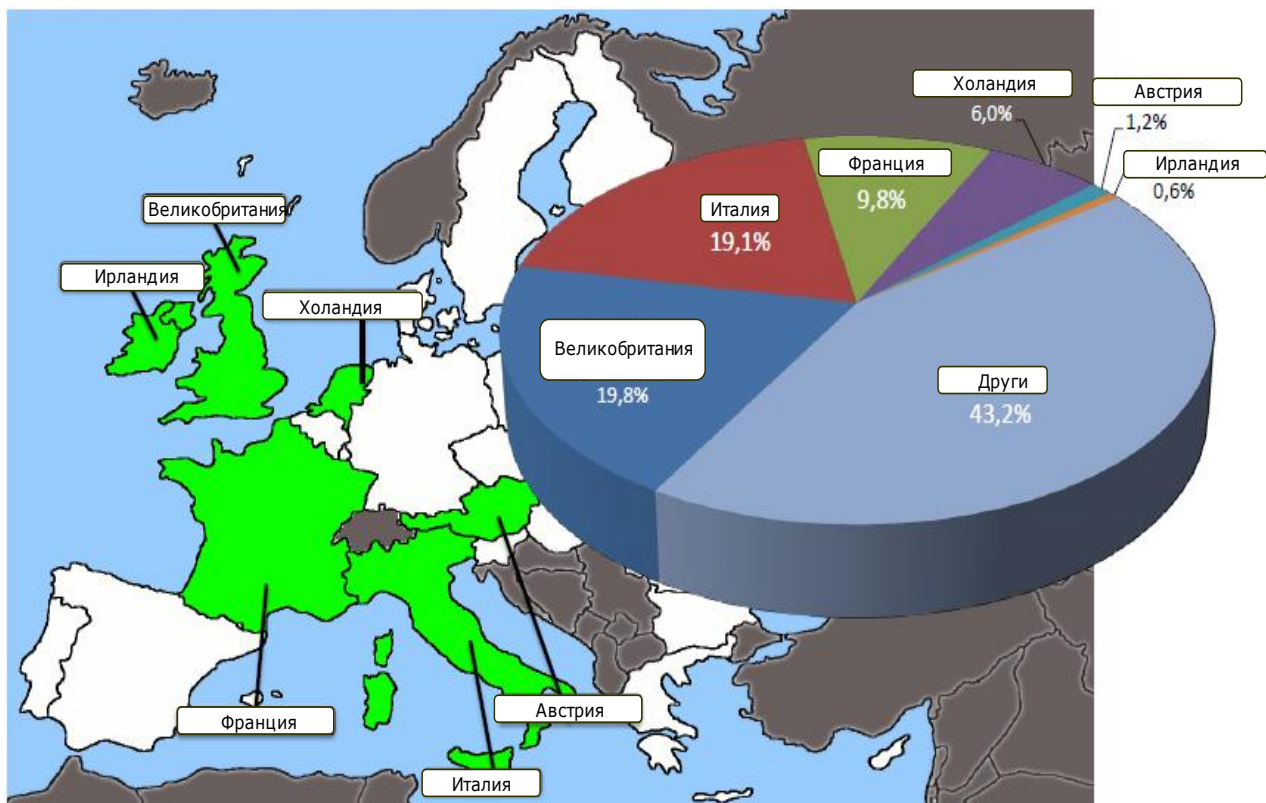 Холандия
6,0%
Австрия
1,2%
Ирландия
0,6%
Франция
9,8%
Италия
19,1%
Великобритания
19,8%
Други
43,2%
Великобритания
Ирландия
Холандия
Франция
Австрия
Италия